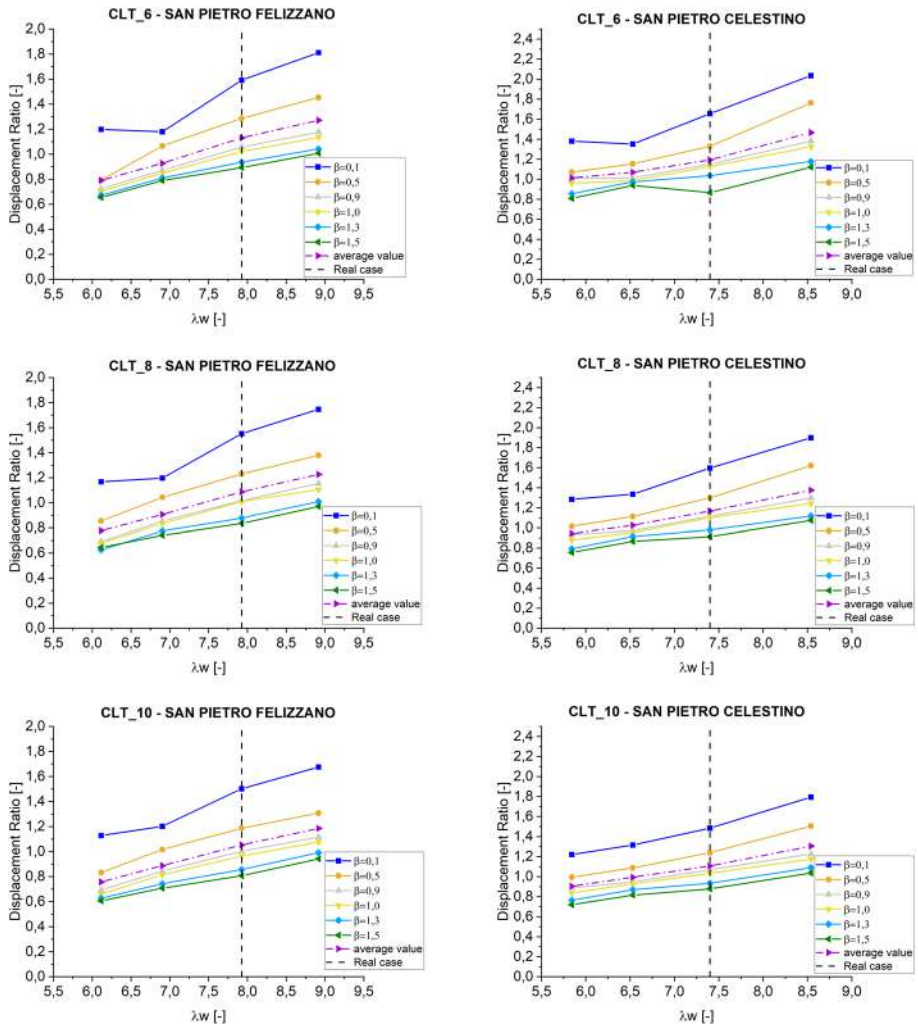 CLT_6 - SAN PIETRO FELIZZANO
2,0
1,8
1,6
1,4
1,2
1,0
0,8
0,6
0,4
0,2
0,0
Displacement Ratio [-]
β=0,1
β=0,5
β=0,9
β=1,0
β=1,3
β=1,5
average value
Real case
5,5 6,0 6,5 7,0 7,5 8,0 8,5 9,0 9,5
λw [-]
CLT_6 - SAN PIETRO CELESTINO
2,4
2,2
2,0
1,8
1,6
1,4
1,2
1,0
0,8
0,6
0,4
0,2
0,0
Displacement Ratio [-]
β=0,1
β=0,5
β=0,9
β=1,0
β=1,3
β=1,5
average value
Real case
5,5 6,0 6,5 7,0 7,5 8,0 8,5 9,0
λw [-]
CLT_8 - SAN PIETRO FELIZZANO
2,0
1,8
1,6
1,4
1,2
1,0
0,8
0,6
0,4
0,2
0,0
Displacement Ratio [-]
β=0,1
β=0,5
β=0,9
β=1,0
β=1,3
β=1,5
average value
Real case
5,5 6,0 6,5 7,0 7,5 8,0 8,5 9,0 9,5
λw [-]
CLT_8 - SAN PIETRO CELESTINO
2,4
2,2
2,0
1,8
1,6
1,4
1,2
1,0
0,8
0,6
0,4
0,2
0,0
Displacement Ratio [-]
β=0,1
β=0,5
β=0,9
β=1,0
β=1,3
β=1,5
average value
Real case
5,5 6,0 6,5 7,0 7,5 8,0 8,5 9,0
λw [-]
CLT_10 - SAN PIETRO FELIZZANO
2,0
1,8
1,6
1,4
1,2
1,0
0,8
0,6
0,4
0,2
0,0
Displacement Ratio [-]
β=0,1
β=0,5
β=0,9
β=1,0
β=1,3
β=1,5
average value
Real case
5,5 6,0 6,5 7,0 7,5 8,0 8,5 9,0 9,5
λw [-]
CLT_10 - SAN PIETRO CELESTINO
2,4
2,2
2,0
1,8
1,6
1,4
1,2
1,0
0,8
0,6
0,4
0,2
0,0
Displacement Ratio [-]
β=0,1
β=0,5
β=0,9
β=1,0
β=1,3
β=1,5
average value
Real case
5,5 6,0 6,5 7,0 7,5 8,0 8,5 9,0
λw [-]